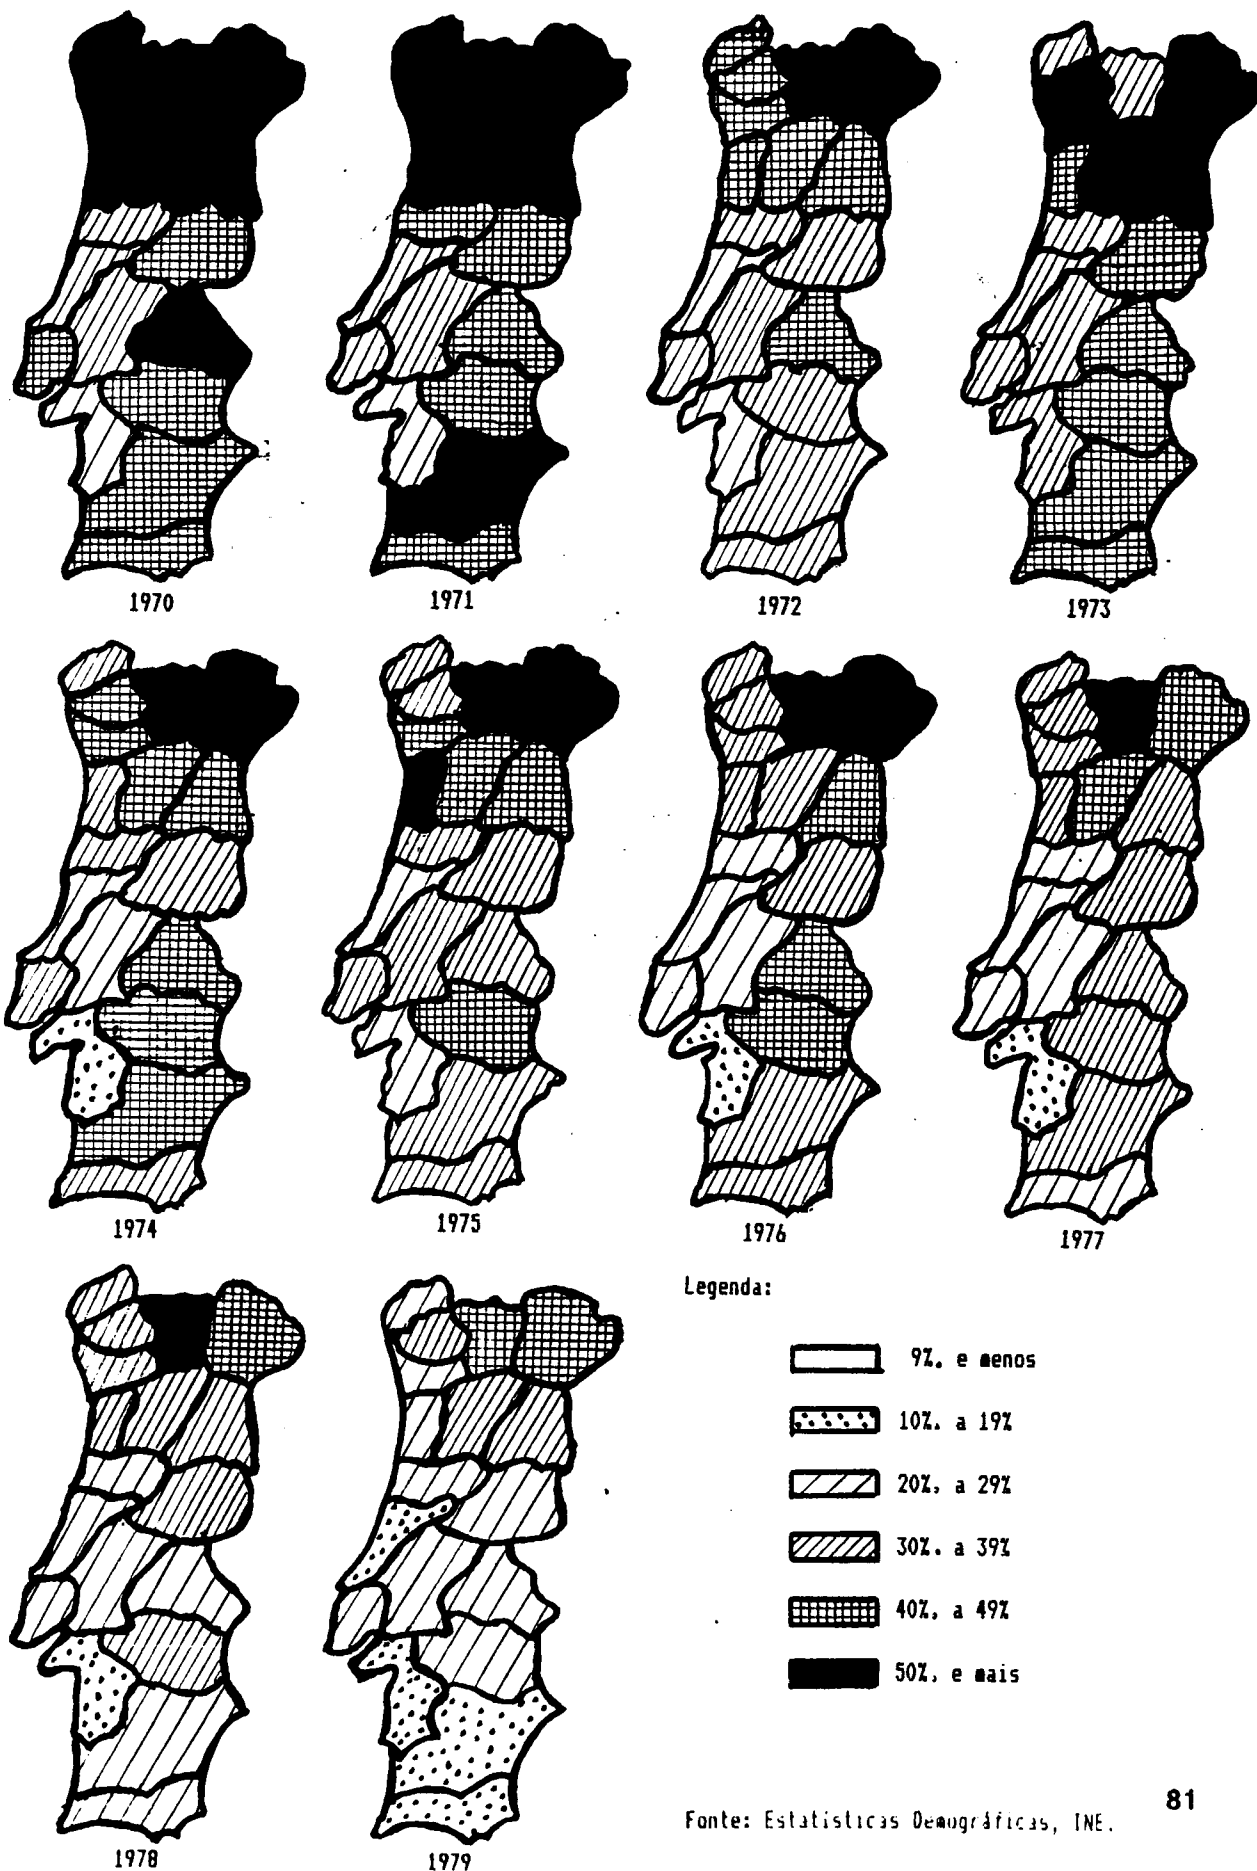 1970
1971
1972
1973
1974
1975
1976
1977
Legenda:
9%. e menos
10%. a 19%
20%. a 29%
30%. a 39%
40%. a 49%
50%. e mais
1978
1979
Fonte: Estatísticas Demográficas, INE.
81